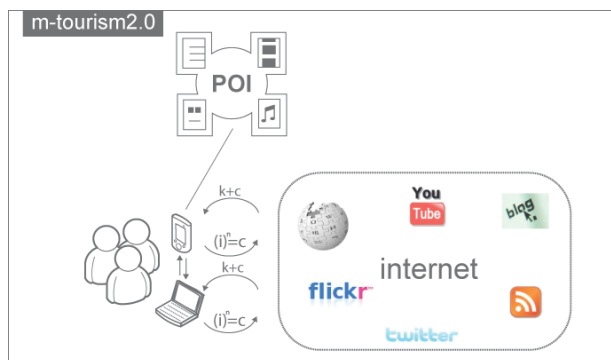 m-tourism2.0
POI
k+c
(i)ⁿ=c
k+c
(i)ⁿ=c
You
Tube
blog
internet
flickr
twitter